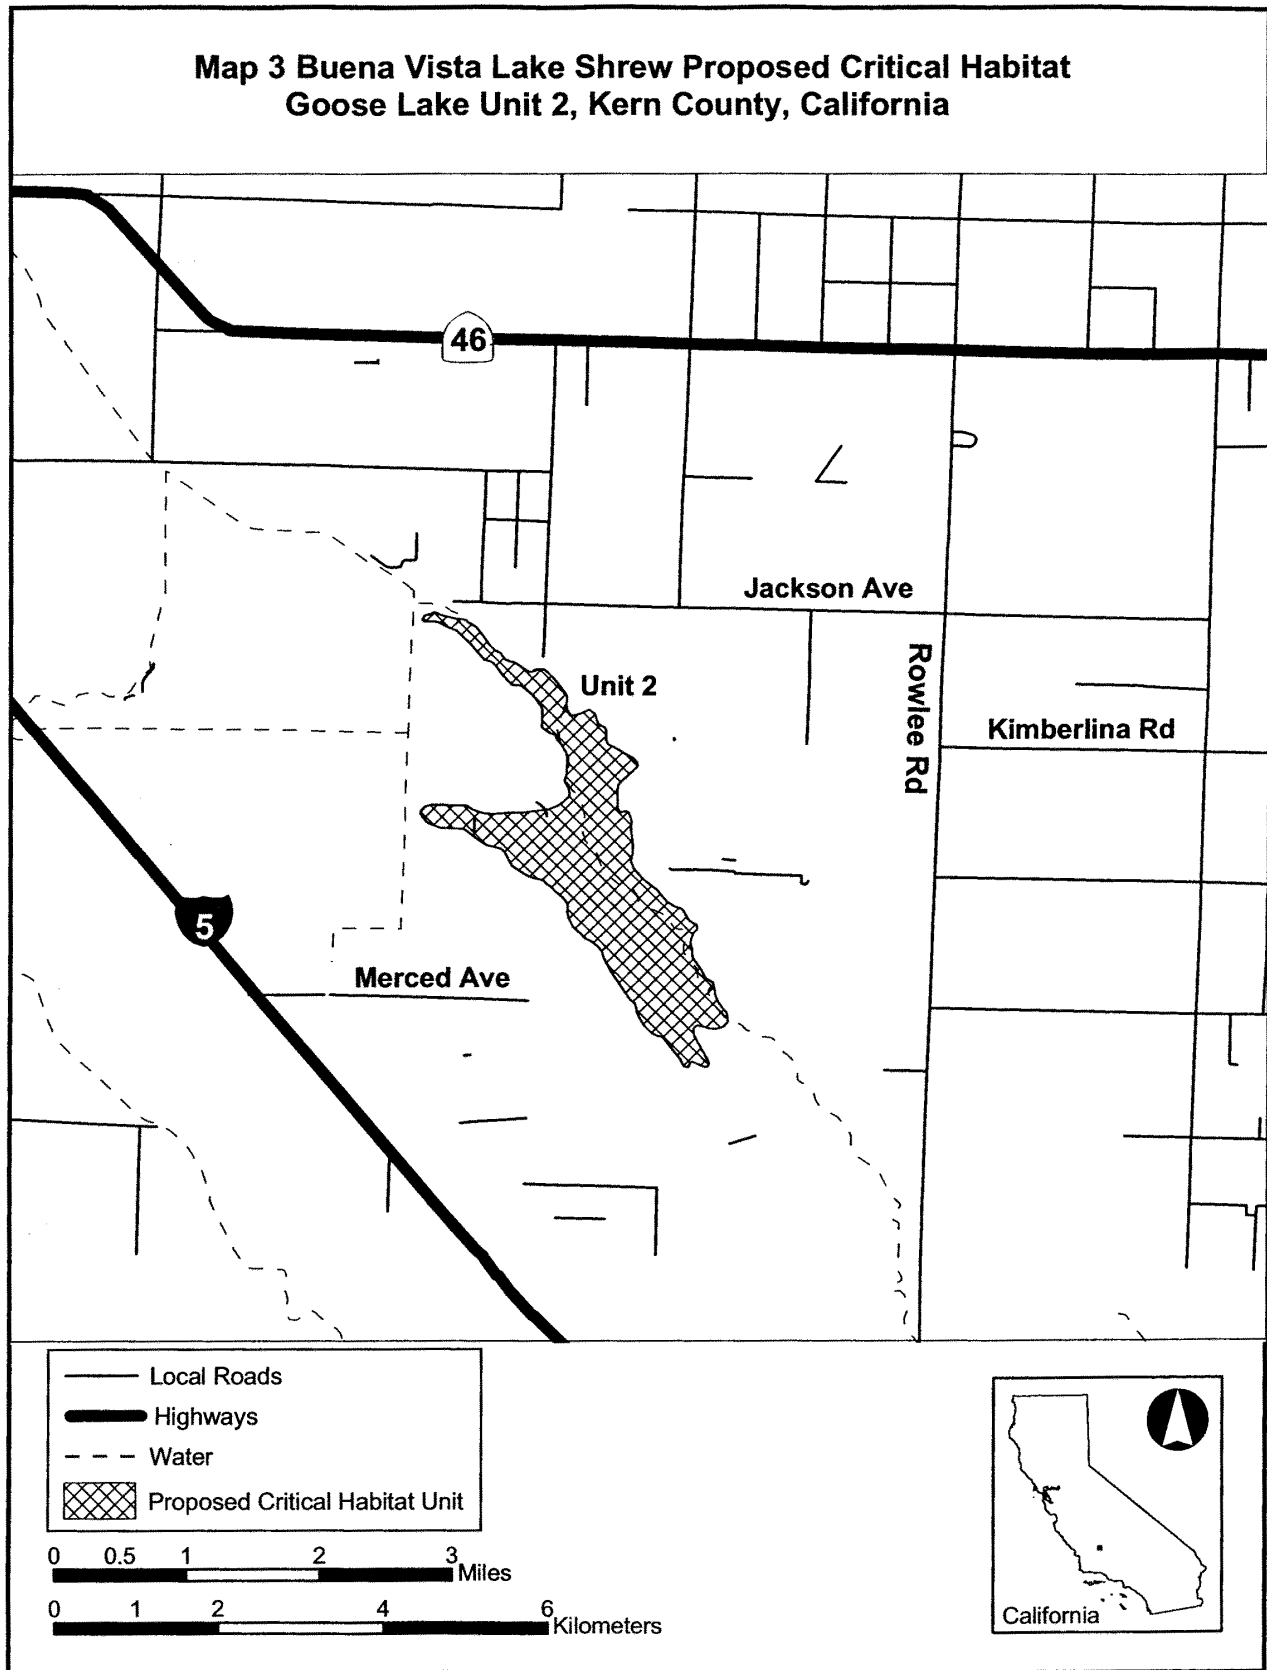 Map 3 Buena Vista Lake Shrew Proposed Critical Habitat
Goose Lake Unit 2, Kern County, California
46
Jackson Ave
Unit 2
Rowlee Rd
Kimberlina Rd
5
Merced Ave
Local Roads
Highways
Water
Proposed Critical Habitat Unit
0 0.5 1 2 3
Miles
0 1 2 4 6
Kilometers
California